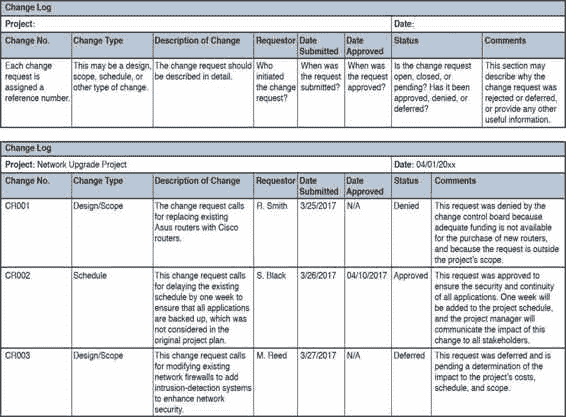 Change Log
Project: Date:
Change No. Change Type Description of Change Requestor Date Submitted Date Approved Status Comments
Each change request is assigned a reference number.
This may be a design, scope, schedule, or other type of change.
The change request should be described in detail.
Who initiated the change request?
When was the request submitted?
When was the request approved?
Is the change request open, closed, or pending? Has it been approved, denied, or deferred?
This section may describe why the change request was rejected or deferred, or provide any other useful information.
Change Log
Project: Network Upgrade Project Date: 04/01/20xx
Change No. Change Type Description of Change Requestor Date Submitted Date Approved Status Comments
CR001
Design/Scope
The change request calls for replacing existing Asus routers with Cisco routers.
R. Smith
3/25/2017
N/A
Denied
This request was denied by the change control board because adequate funding is not available for the purchase of new routers, and because the request is outside the project's scope.
CR002
Schedule
This change request calls for delaying the existing schedule by one week to ensure that all applications are backed up, which was not considered in the original project plan.
S. Black
3/26/2017
04/10/2017
Approved
This request was approved to ensure the security and continuity of all applications. One week will be added to the project schedule, and the project manager will communicate the impact of this change to all stakeholders.
CR003
Design/Scope
This change request calls for modifying existing network firewalls to add intrusion-detection systems to enhance network security.
M. Reed
3/27/2017
N/A
Deferred
This request was deferred and is pending a determination of the impact to the project's costs, schedule, and scope.